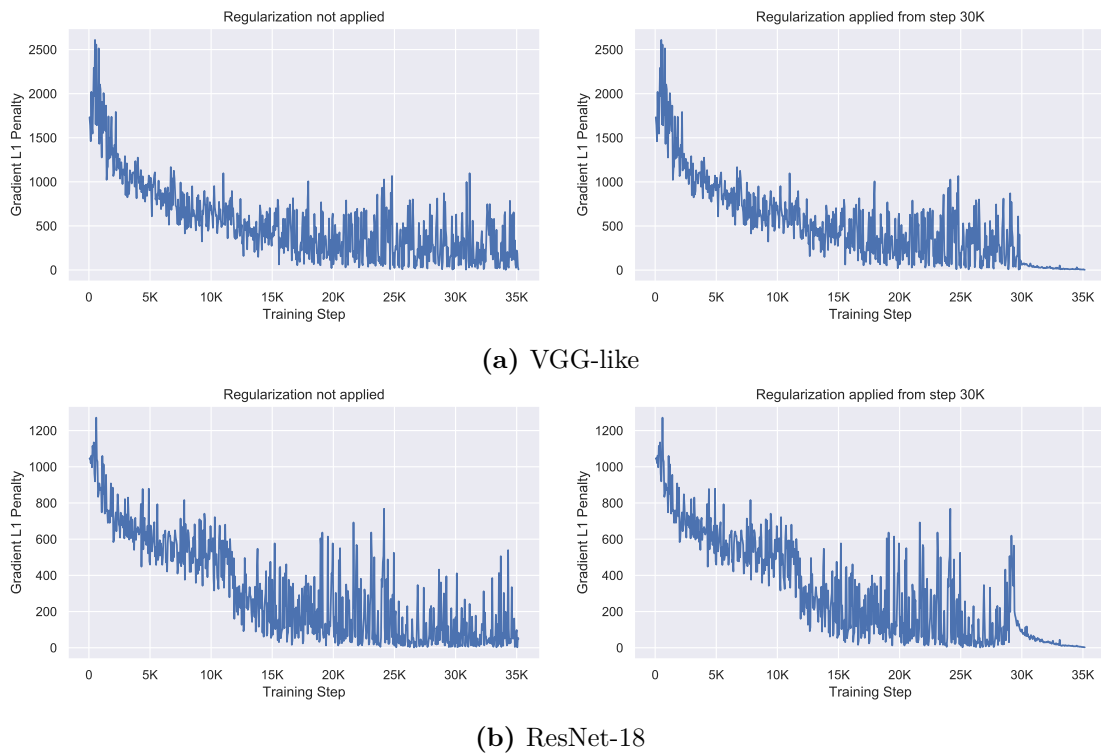 Regularization not applied
Gradient L1 Penalty
2500
2000
1500
1000
500
0
0 5K 10K 15K 20K 25K 30K 35K
Training Step
Regularization applied from step 30K
Gradient L1 Penalty
2500
2000
1500
1000
500
0
0 5K 10K 15K 20K 25K 30K 35K
Training Step
(a) VGG-like
Regularization not applied
Gradient L1 Penalty
1200
1000
800
600
400
200
0
0 5K 10K 15K 20K 25K 30K 35K
Training Step
Regularization applied from step 30K
Gradient L1 Penalty
1200
1000
800
600
400
200
0
0 5K 10K 15K 20K 25K 30K 35K
Training Step
(b) ResNet-18